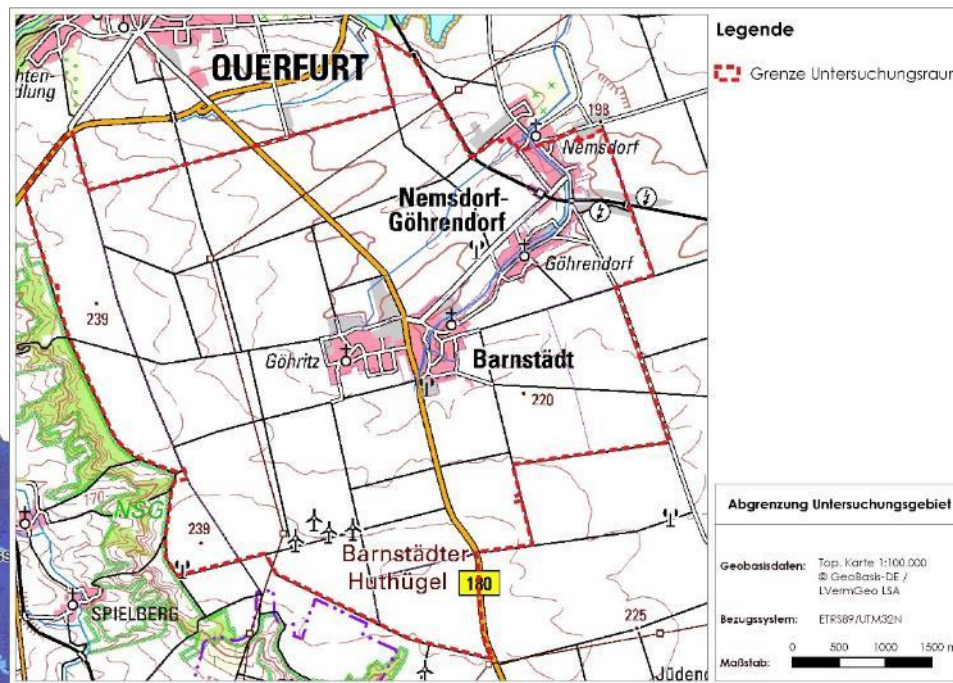 QUERFURT
hten-
dlung
198
Nemsdorf
Nemsdorf-
Göhrendorf
Göhrendorf
239
Göhritz
Barnstädt
220
170
NSG
239
Barnstädter
Huthügel
180
SPIELBERG
225
Jüdend
Legende
Grenze Untersuchungsraum
Abgrenzung Untersuchungsgebiet
Geobasisdaten: Top. Karte 1:100.000
© GeoBasis-DE /
LVermGeo LSA
Bezugssystem: ETRS89/UTM32N
Maßstab: 0 500 1000 1500 m